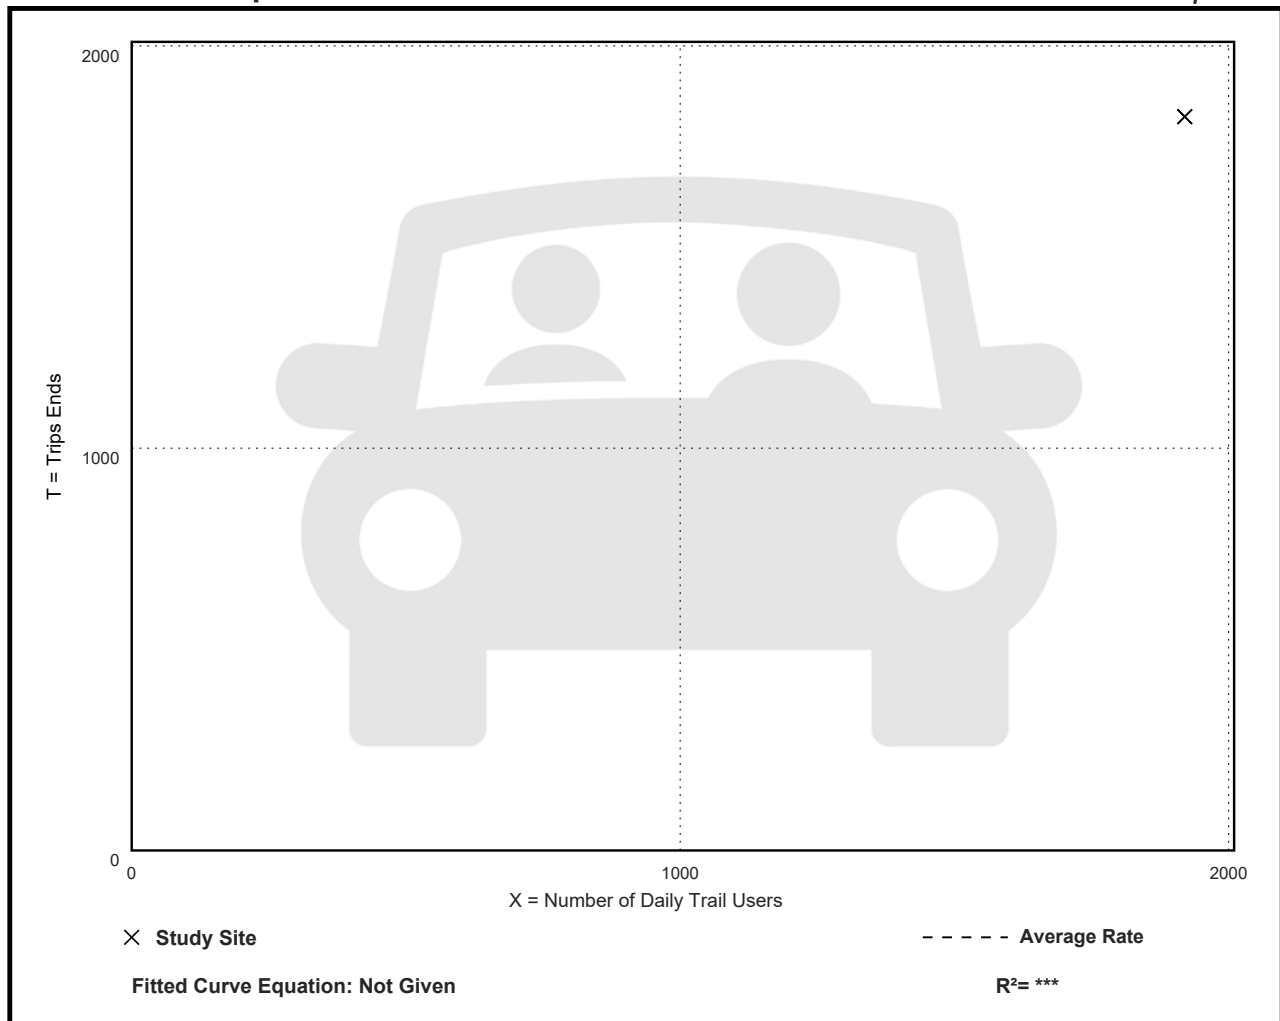 2000
1000
0
T = Trips Ends
0 1000 2000
X = Number of Daily Trail Users
Study Site
Average Rate
Fitted Curve Equation: Not Given
R²= ***